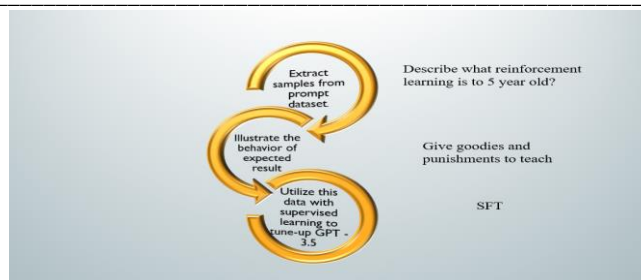 Extract
samples from
prompt
dataset
Describe what reinforcement
learning is to 5 year old?
Illustrate the
behavior of
expected
result
Give goodies and
punishments to teach
Utilize this
data with
supervised
learning to
tune-up GPT -
3.5
SFT